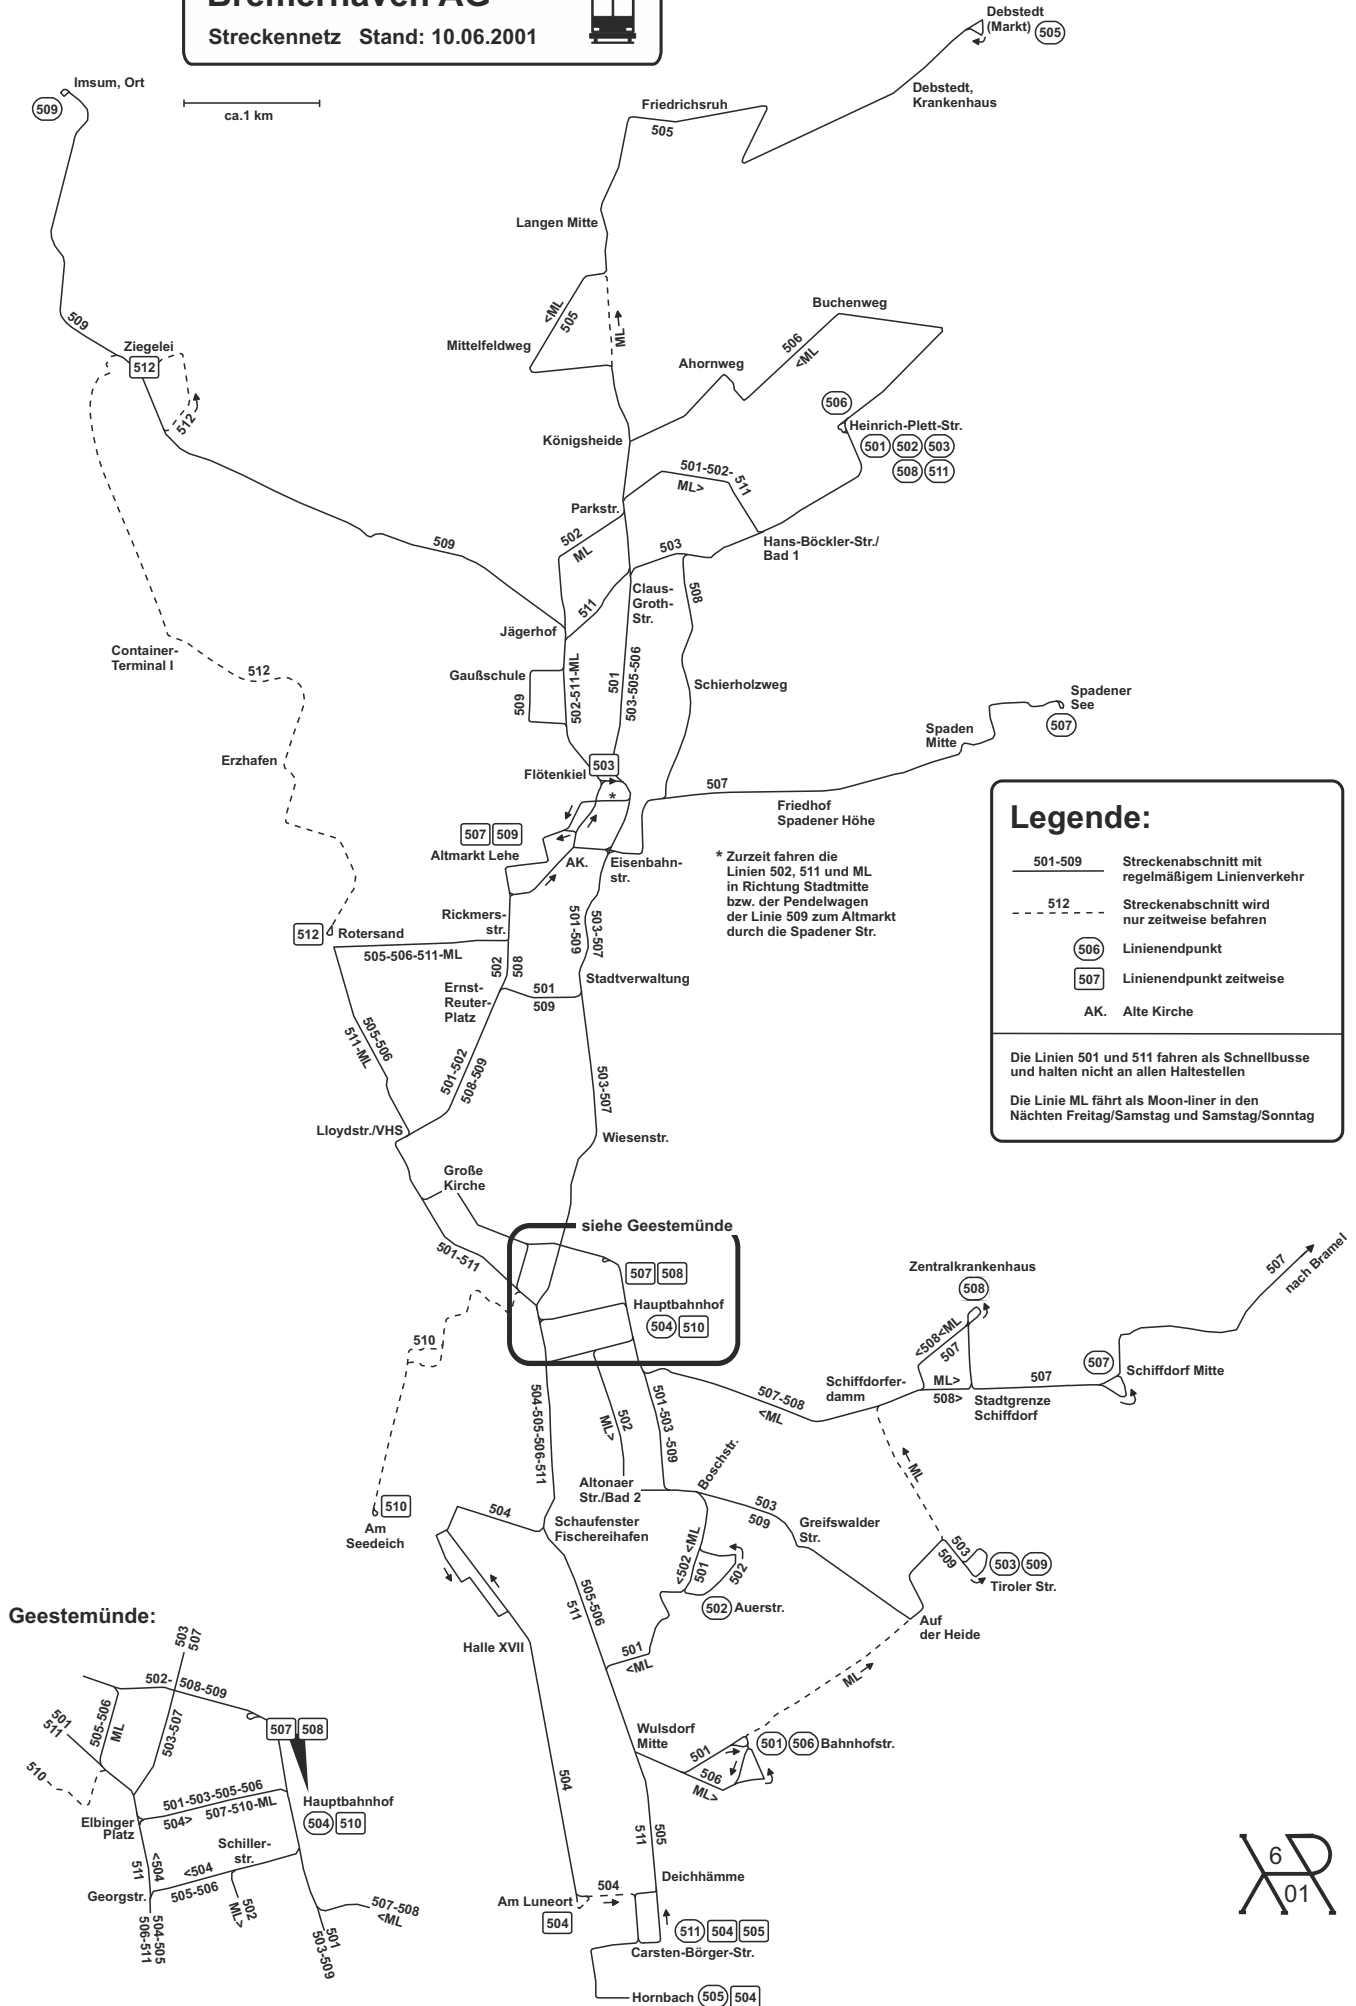 Bremerhaven AG
Streckennetz Stand: 10.06.2001
Debstedt
(Markt)
505
Imsum, Ort
509
ca.1 km
Debstedt,
Krankenhaus
Friedrichsruh
505
Langen Mitte
<ML
505
ML
Mittelfeldweg
Buchenweg
506
<ML
Ahornweg
509
Ziegelei
512
512
506
Heinrich-Plett-Str.
501 502 503
508 511
Königsheide
501-502-
511
ML>
Parkstr.
502
ML
503
Hans-Böckler-Str./
Bad 1
509
Claus-
Groth-
Str.
508
511
Jägerhof
Container-
Terminal I
512
Gaußschule
509
502-511-ML
501
503-505-506
Schierholzweg
Spadener
See
507
Spaden
Mitte
Erzhafen
Flötenkiel
503
*
507
Friedhof
Spadener Höhe
507 509
Altmarkt Lehe
AK.
Eisenbahn-
str.
* Zurzeit fahren die
Linien 502, 511 und ML
in Richtung Stadtmitte
bzw. der Pendelwagen
der Linie 509 zum Altmarkt
durch die Spadener Str.
Legende:
501-509
Streckenabschnitt mit
regelmäßigem Linienverkehr
512
Streckenabschnitt wird
nur zeitweise befahren
506
Linienendpunkt
507
Linienendpunkt zeitweise
AK.
Alte Kirche
Die Linien 501 und 511 fahren als Schnellbusse
und halten nicht an allen Haltestellen
Die Linie ML fährt als Moon-liner in den
Nächten Freitag/Samstag und Samstag/Sonntag
Rickmers-
str.
512
Rotersand
505-506-511-ML
501-509
503-507
502
508
Stadtverwaltung
Ernst-
Reuter-
Platz
501
509
505-506
511-ML
501-502
508-509
503-507
Lloydstr./VHS
Wiesenstr.
Große
Kirche
501-511
siehe Geestemünde
507 508
Hauptbahnhof
504 510
510
Zentralkrankenhaus
508
507
nach Bramel
<508<ML
507
Schiffdorfer-
damm
ML>
508>
507
Stadtgrenze
Schiffdorf
507
Schiffdorf Mitte
507-508
<ML
504-505-506-511
502
ML>
501-503 -509
Altonaer
Str./Bad 2
Boschstr.
503
509
ML
510
Am
Seedeich
504
Schaufenster
Fischereihafen
Greifswalder
Str.
<502 <ML
501
502
502
Auerstr.
503
509
503 509
Tiroler Str.
505-506
511
Auf
der Heide
Halle XVII
501
<ML
ML
Wulsdorf
Mitte
501
506
ML>
501 506
Bahnhofstr.
504
511
505
Deichhämme
504
Am Luneort
504
511 504 505
Carsten-Börger-Str.
Hornbach
505 504
Geestemünde:
503
507
502-
508-509
505-506
ML
501
511
503-507
507 508
510
501-503-505-506
504>
507-510-ML
Hauptbahnhof
504 510
Elbinger
Platz
Schiller-
str.
511
<504
<504
505-506
Georgstr.
502
ML>
507-508
<ML
504-505
506-511
501
503-509
6
01